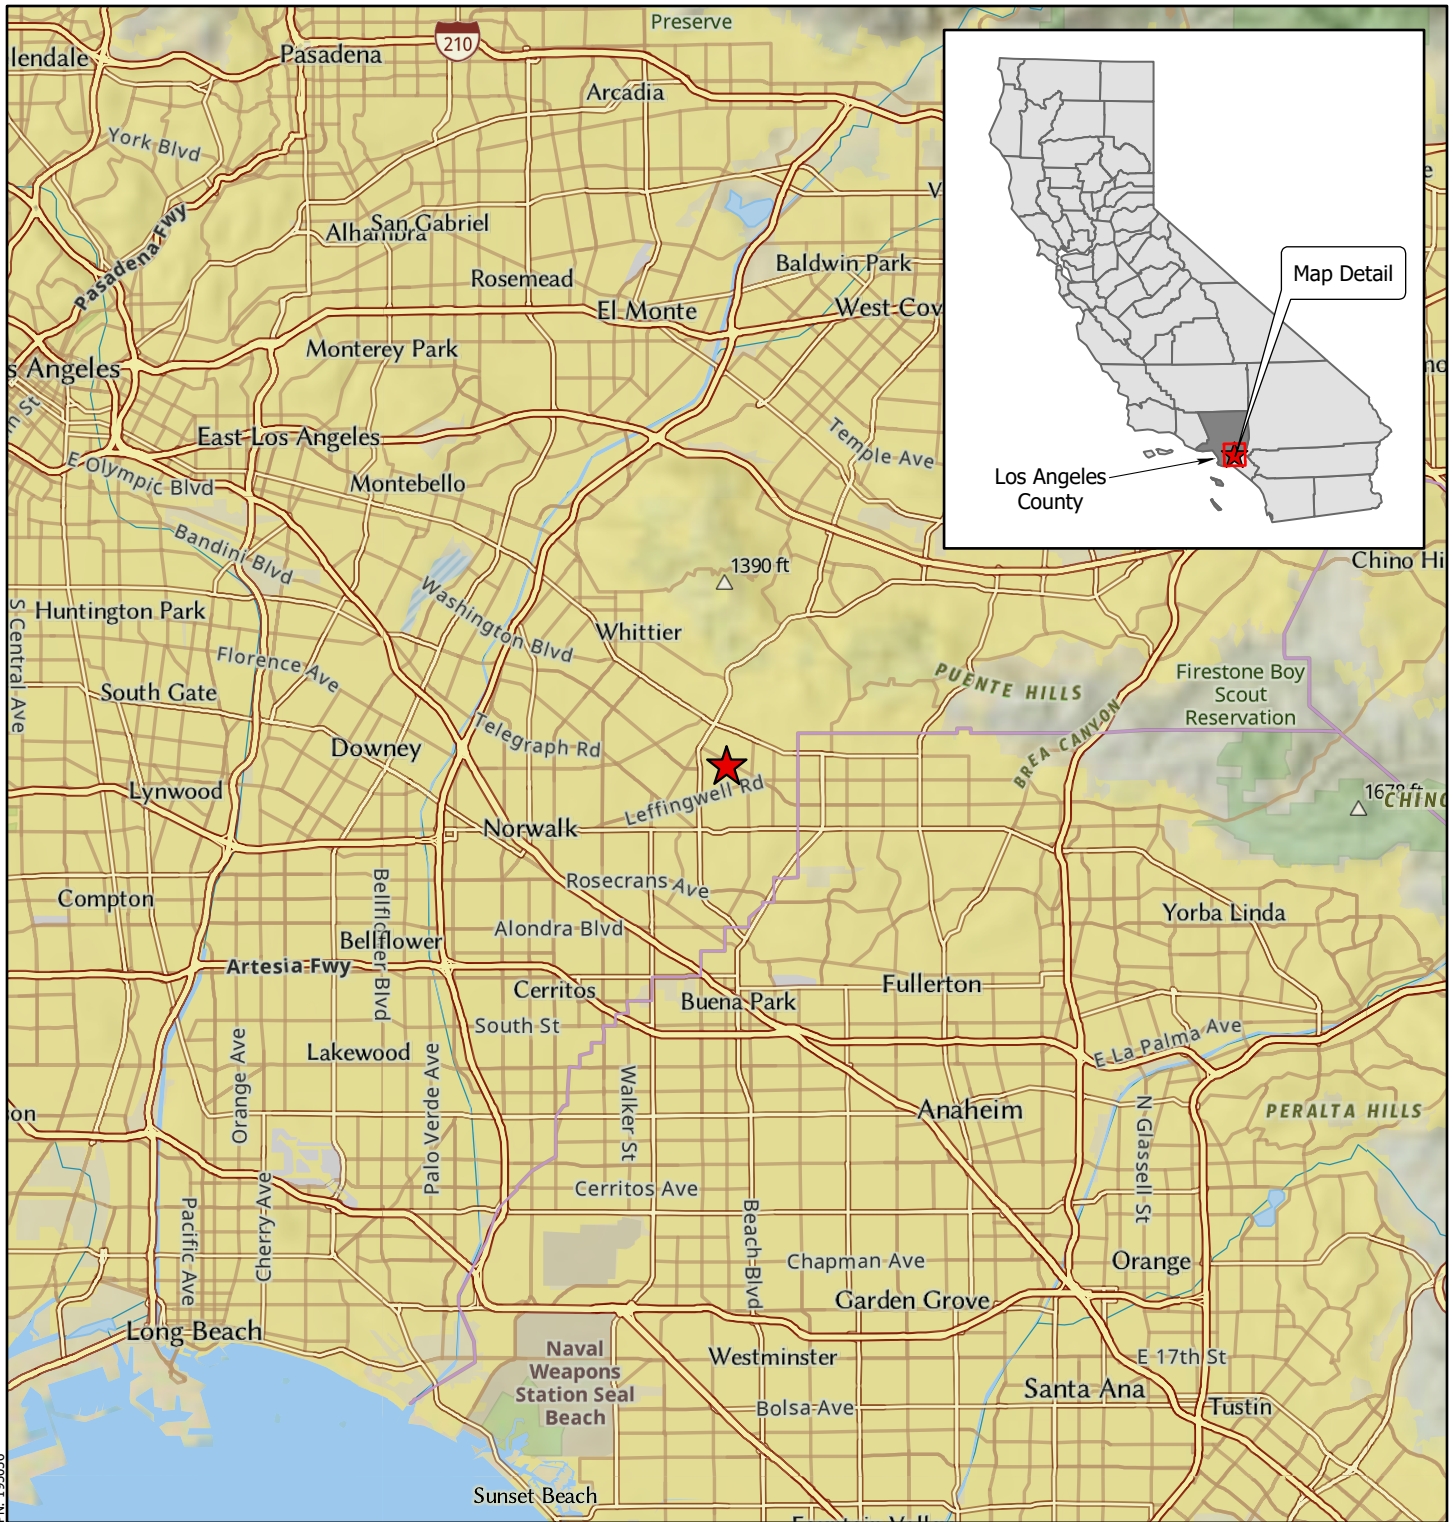 Preserve
lendale
Pasadena
210
Arcadia
York Blvd
San Gabriel
Alhambra
Pasadena Fwy
Rosemead
Baldwin Park
El Monte
West Cov
V
Monterey Park
s Angeles
East Los Angeles
E Olympic Blvd
Montebello
Temple Ave
Map Detail
Los Angeles
County
Bandini Blvd
1390 ft
Chino Hi
Huntington Park
Washington Blvd
Whittier
S Central Ave
Florence Ave
South Gate
PUENTE HILLS
Firestone Boy
Scout
Reservation
BREA CANYON
Downey
Telegraph Rd
Lynwood
Leffingwell Rd
1678 ft
CHINO
Norwalk
Compton
Bellflower Blvd
Rosecrans Ave
Alondra Blvd
Yorba Linda
Bellflower
Artesia Fwy
Cerritos
Buena Park
Fullerton
South St
Orange Ave
Lakewood
Palo Verde Ave
Walker St
E La Palma Ave
Anaheim
N Glassell St
PERALTA HILLS
Cerritos Ave
Pacific Ave
Cherry Ave
Beach Blvd
Chapman Ave
Orange
Garden Grove
Long Beach
Naval
Weapons
Station Seal
Beach
Westminster
E 17th St
Santa Ana
Bolsa Ave
Tustin
Sunset Beach